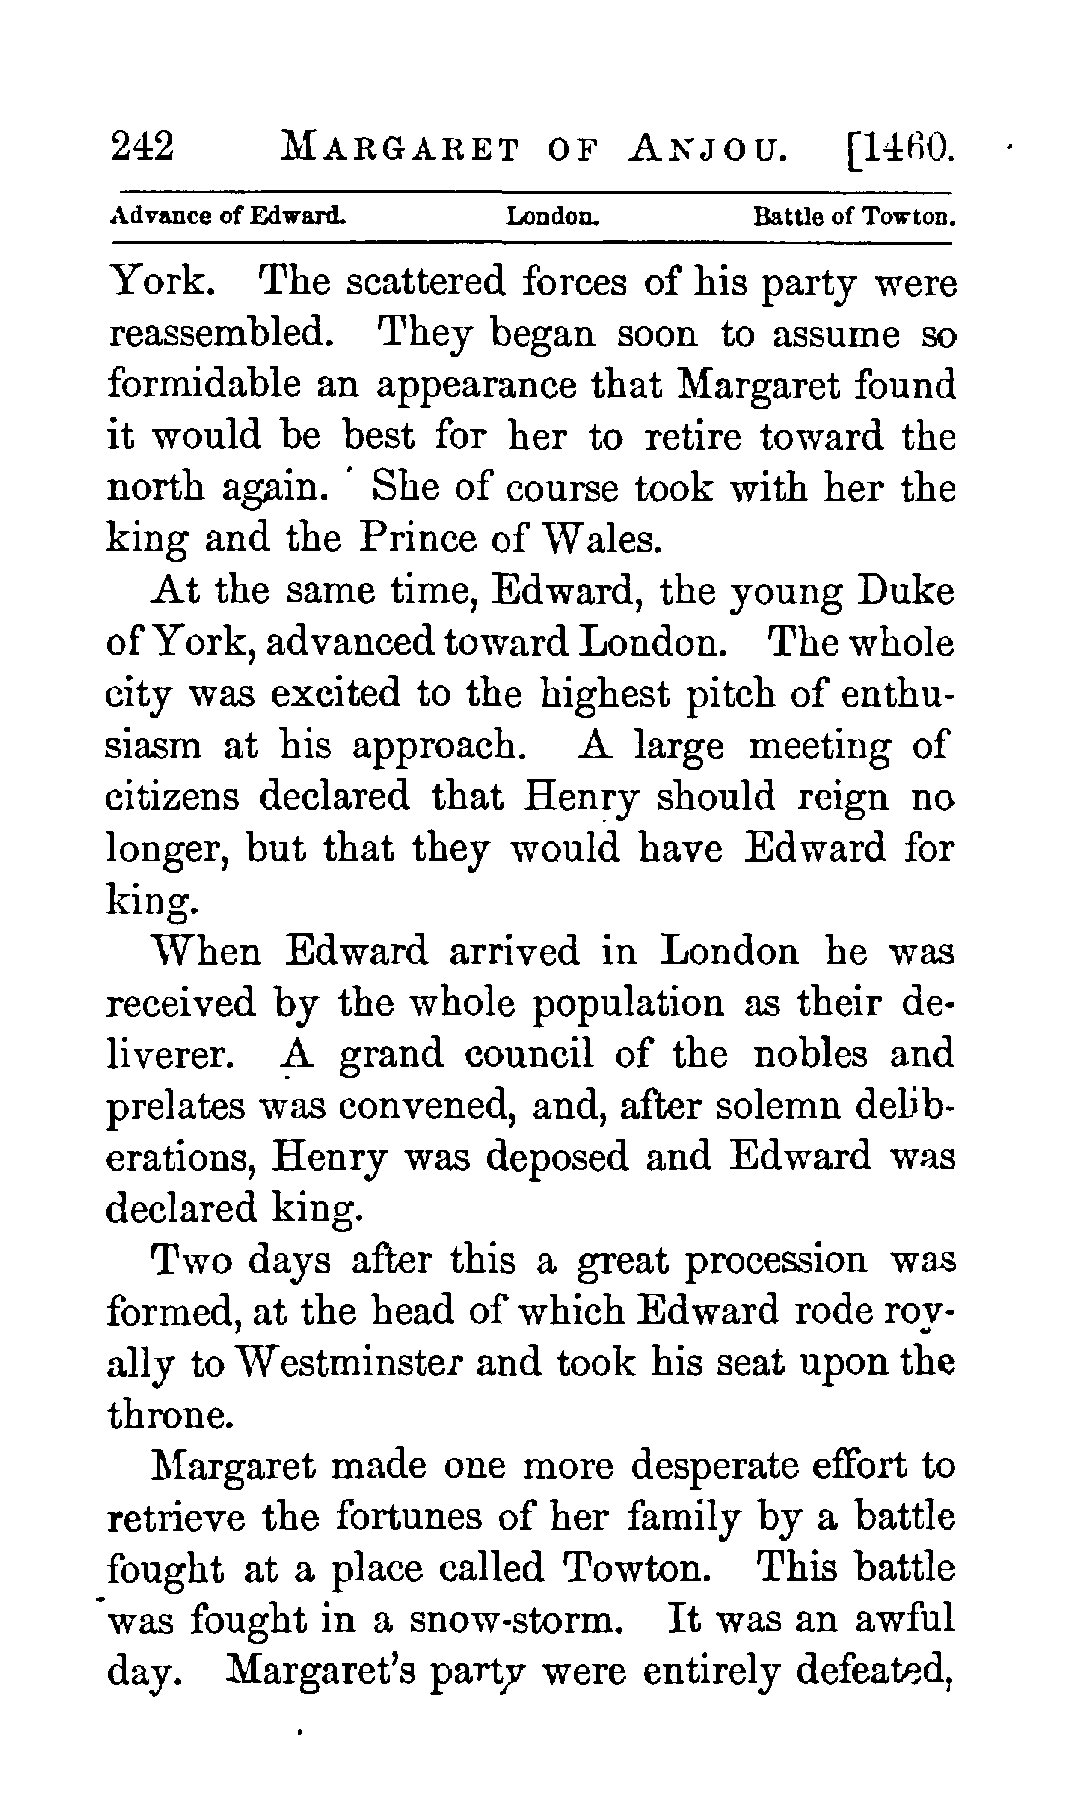 242 MARGARET OF ANJOU. [1460.
Advance of Edward. London. Battle of Towton.
York. The scattered forces of his party were
reassembled. They began soon to assume so
formidable an appearance that Margaret found
it would be best for her to retire toward the
north again. She of course took with her the
king and the Prince of Wales.
At the same time, Edward, the young Duke
of York, advanced toward London. The whole
city was excited to the highest pitch of enthu-
siasm at his approach. A large meeting of
citizens declared that Henry should reign no
longer, but that they would have Edward for
king.
When Edward arrived in London he was
received by the whole population as their de-
liverer. A grand council of the nobles and
prelates was convened, and, after solemn delib-
erations, Henry was deposed and Edward was
declared king.
Two days after this a great procession was
formed, at the head of which Edward rode roy-
ally to Westminster and took his seat upon the
throne.
Margaret made one more desperate effort to
retrieve the fortunes of her family by a battle
fought at a place called Towton. This battle
was fought in a snow-storm. It was an awful
day. Margaret's party were entirely defeated,